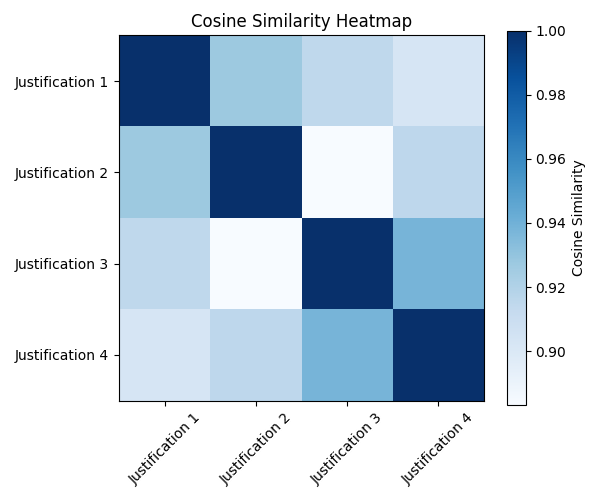 Cosine Similarity Heatmap
Justification 1
Justification 2
Justification 3
Justification 4
Justification 1
Justification 2
Justification 3
Justification 4
1.00
0.98
0.96
0.94
0.92
0.90
Cosine Similarity